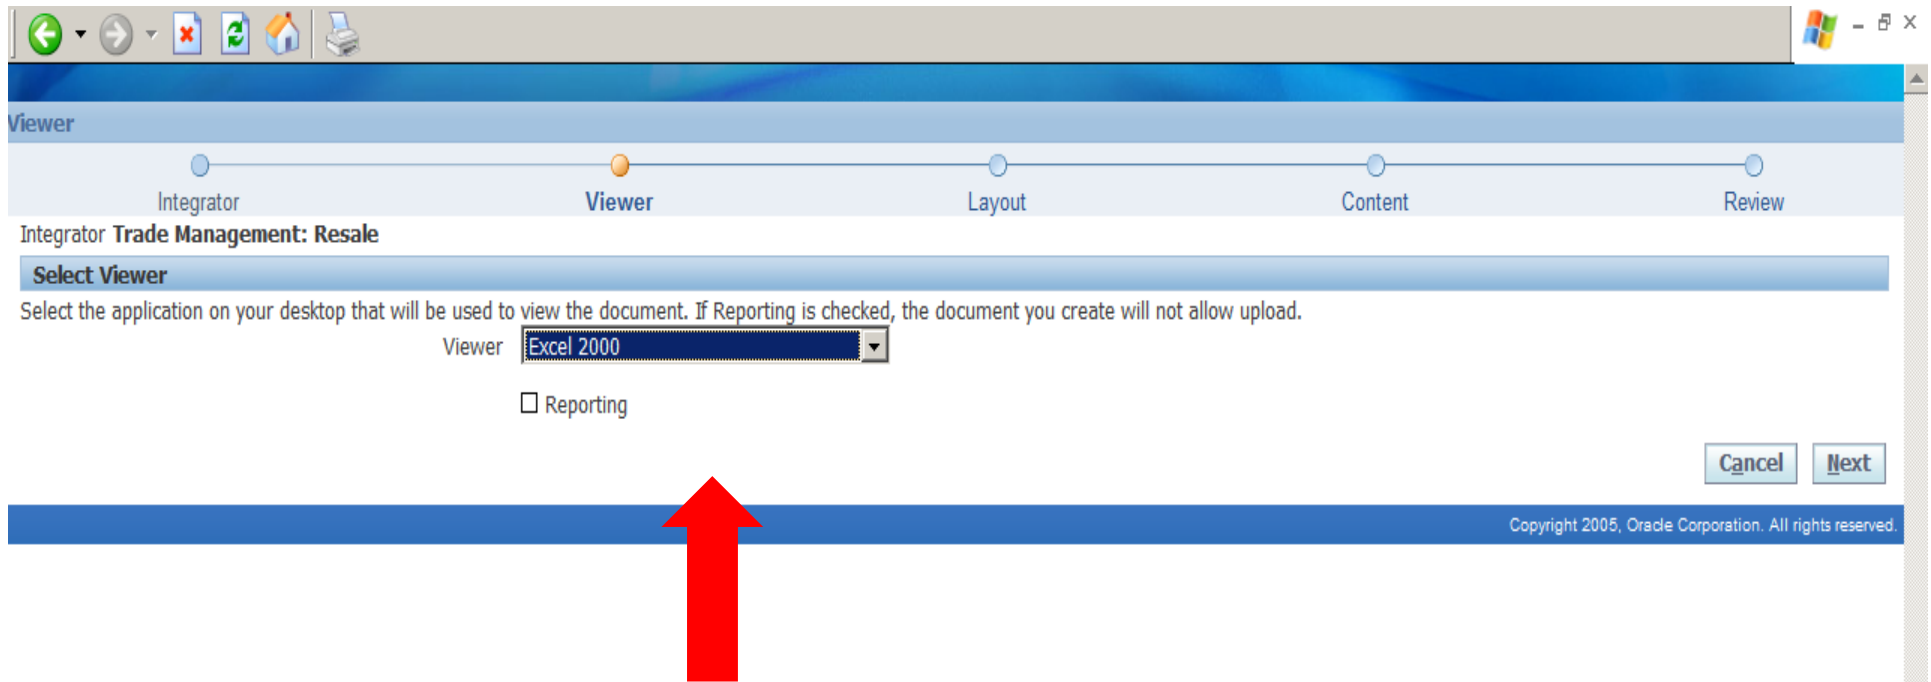 Viewer
Integrator Viewer Layout Content Review
Integrator Trade Management: Resale
Select Viewer
Select the application on your desktop that will be used to view the document. If Reporting is checked, the document you create will not allow upload.
Viewer Excel 2000
Reporting
Cancel Next
Copyright 2005, Oracle Corporation. All rights reserved.